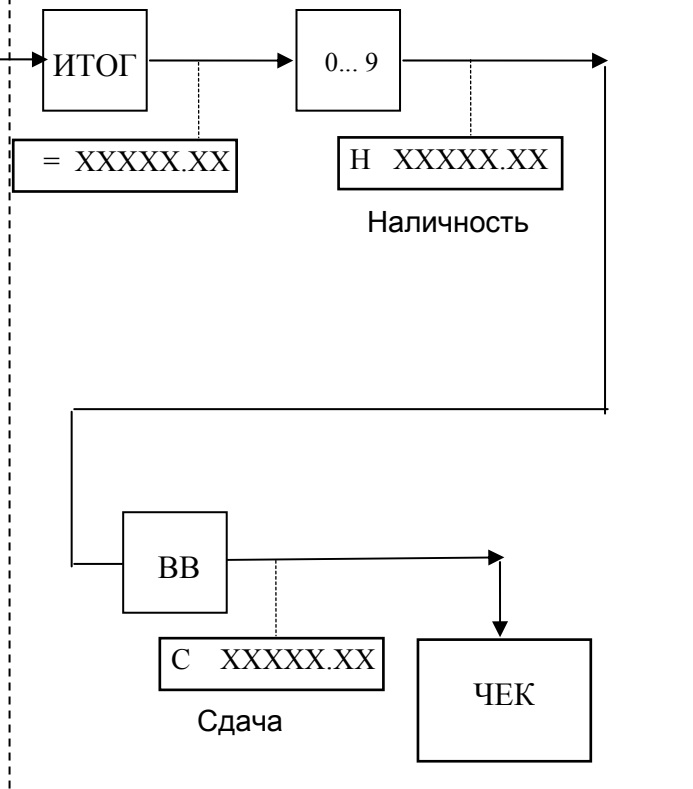 ИТОГ
0... 9
= XXXXX.XX
Н XXXXX.XX
Наличность
ВВ
С XXXXX.XX
Сдача
ЧЕК